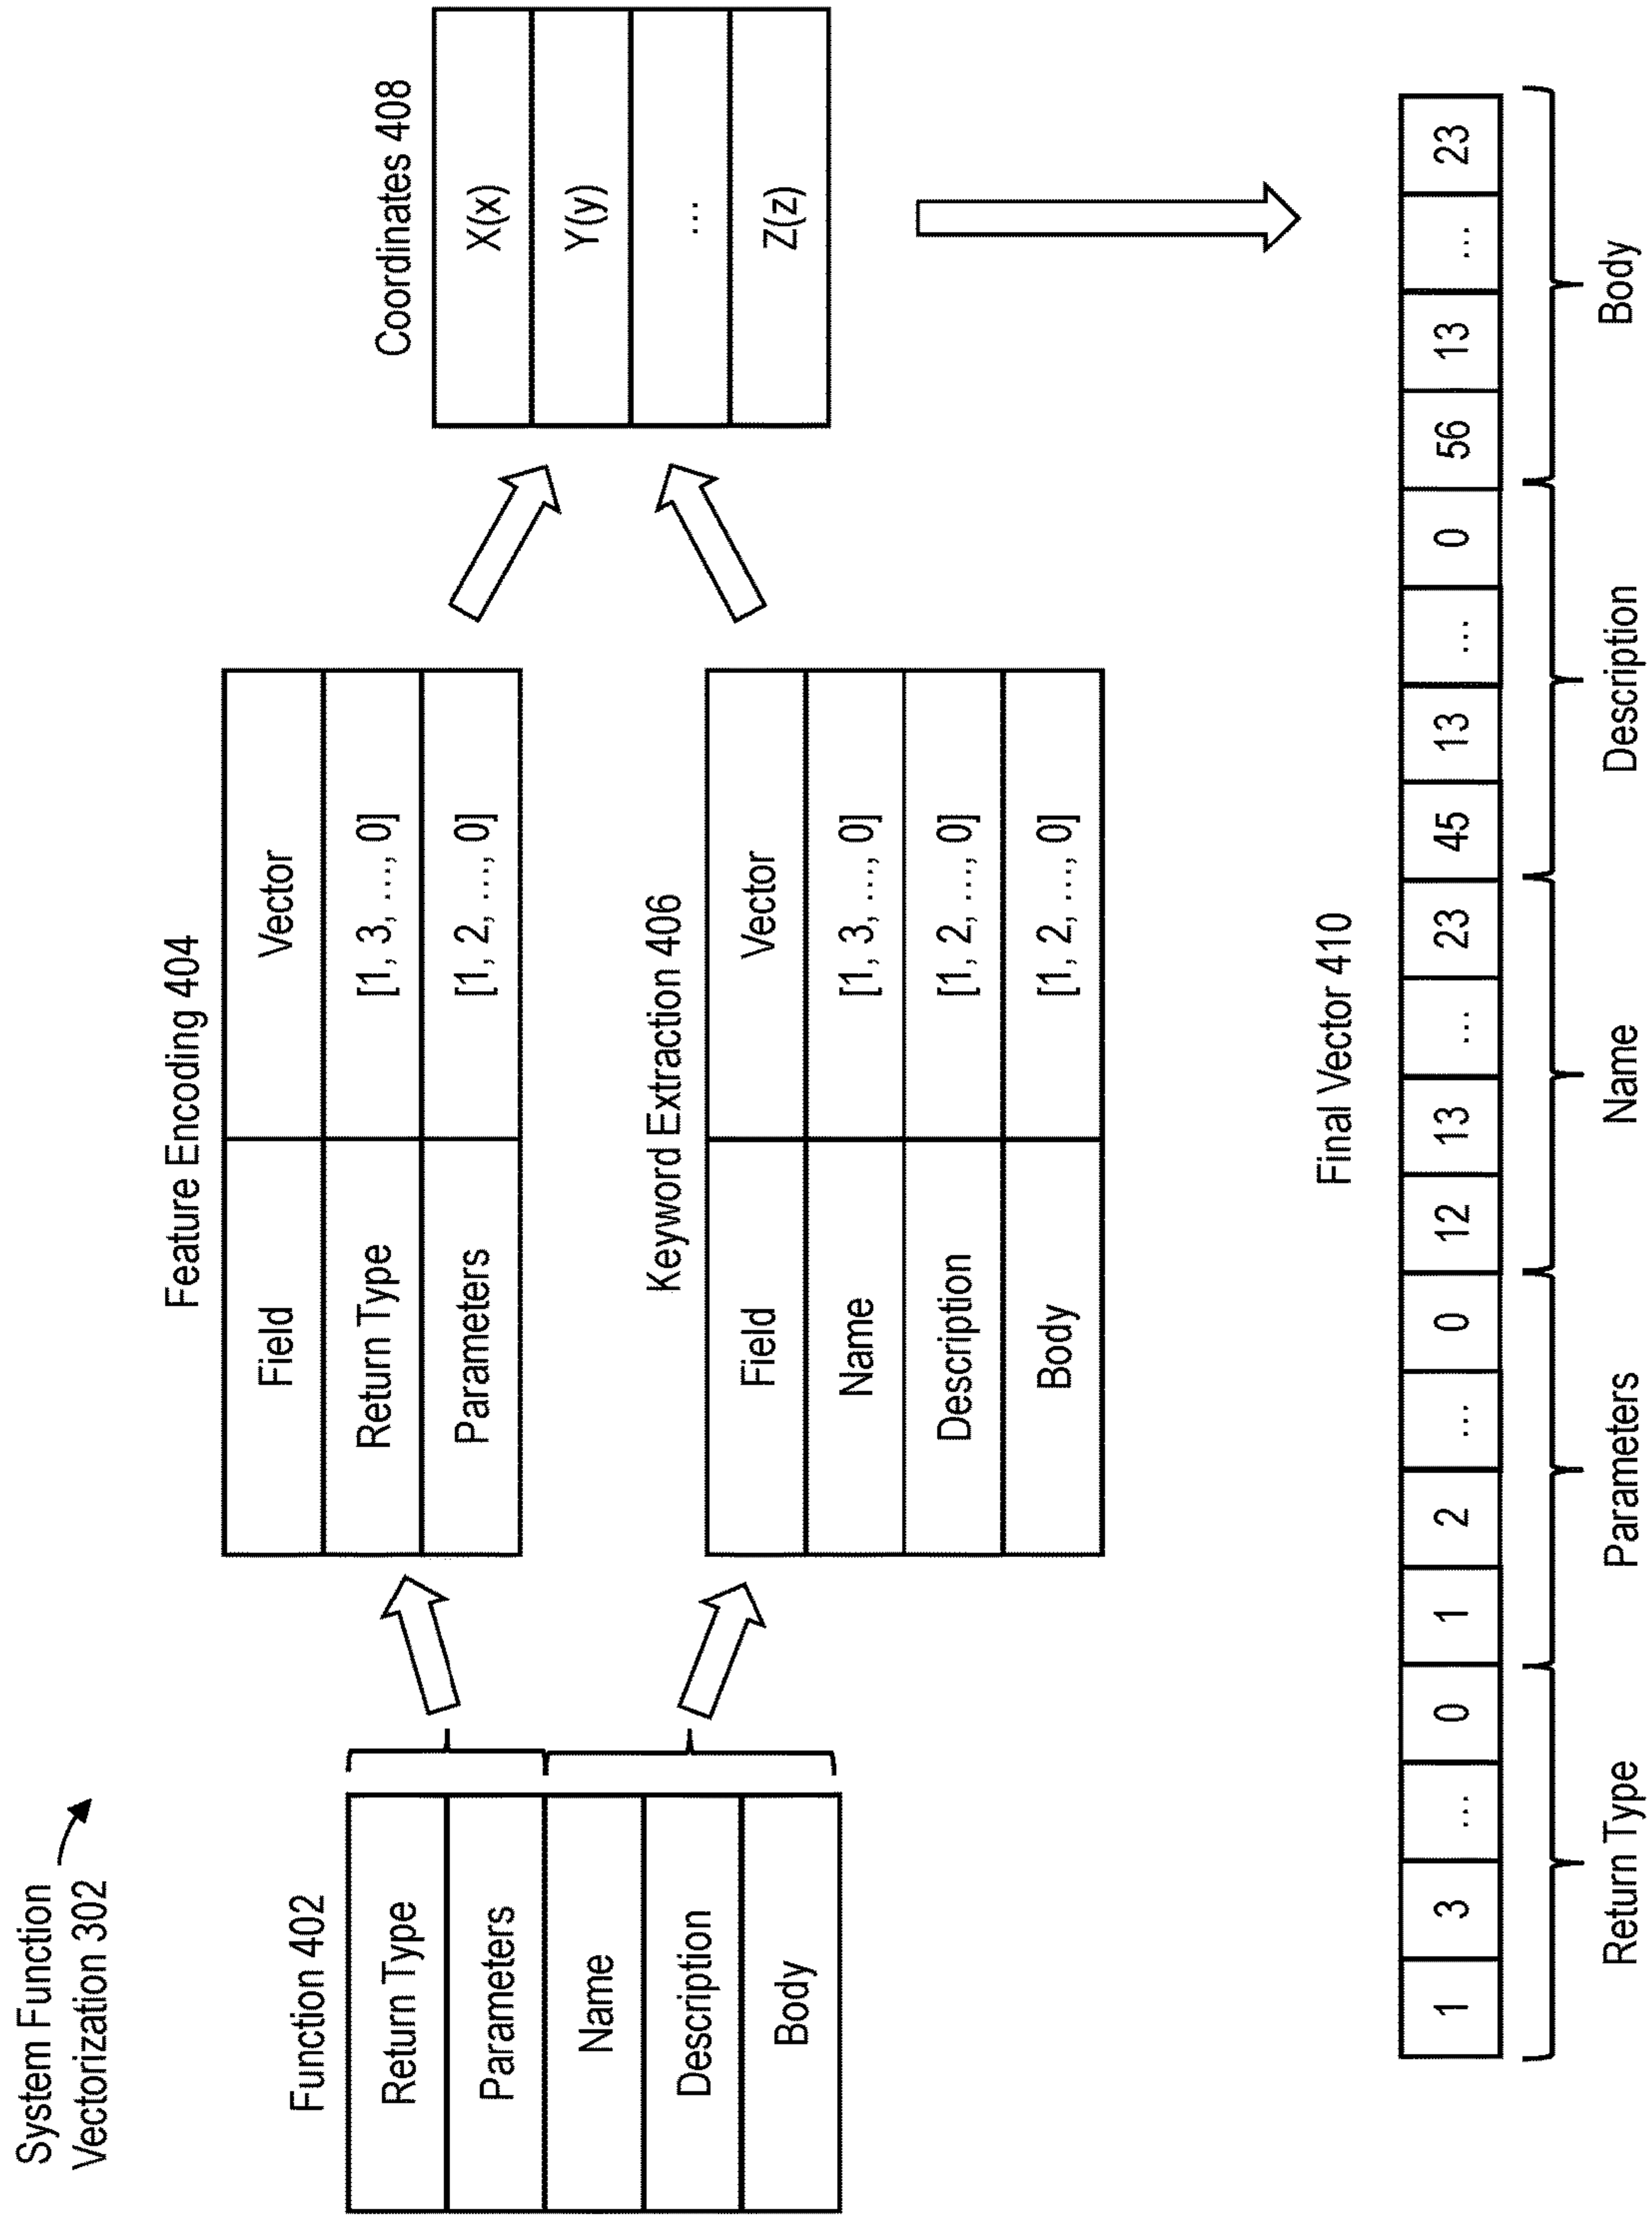 System Function
Vectorization 302
Function 402
Return Type
Parameters
Name
Description
Body
Feature Encoding 404
Field Vector
Return Type [1, 3, ..., 0]
Parameters [1, 2, ..., 0]
Keyword Extraction 406
Field Vector
Name [1, 3, ..., 0]
Description [1, 2, ..., 0]
Body [1, 2, ..., 0]
Coordinates 408
X(x)
Y(y)
...
Z(z)
Final Vector 410
1 3 ... 0 1 2 ... 0 12 13 ... 23 45 13 ... 0 56 13 ... 23
Return Type Parameters Name Description Body